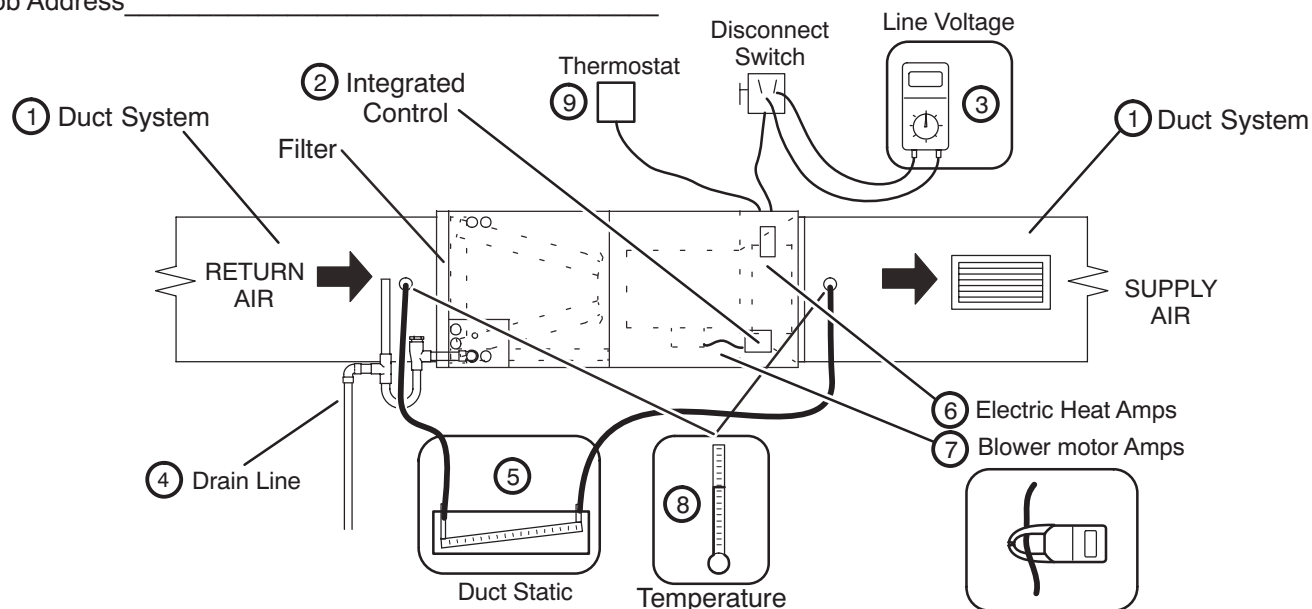 Job Address
Disconnect
Switch
Line Voltage
Thermostat
9
3
2 Integrated
Control
1 Duct System
Filter
1 Duct System
RETURN
AIR
SUPPLY
AIR
6 Electric Heat Amps
7 Blower motor Amps
4 Drain Line
5
8
Duct Static
Temperature